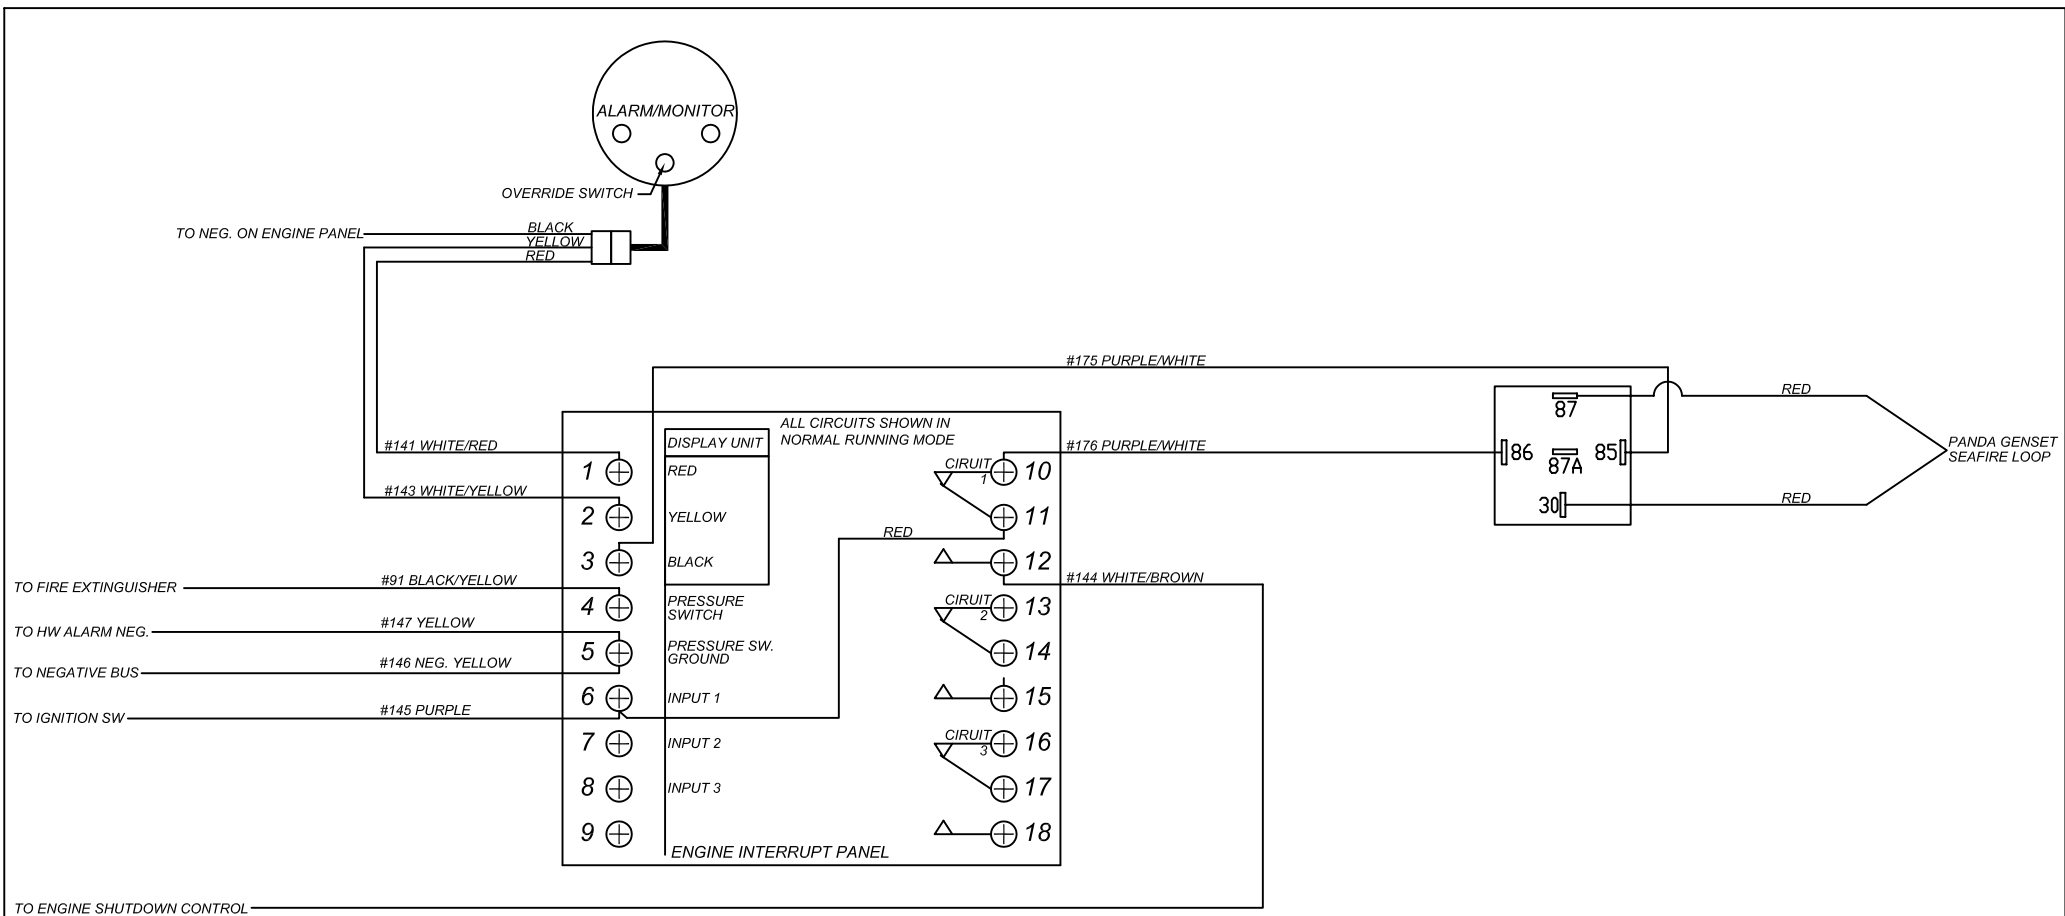 ALARM/MONITOR
OVERRIDE SWITCH
TO NEG. ON ENGINE PANEL
BLACK
YELLOW
RED
#175 PURPLE/WHITE
#141 WHITE/RED
#143 WHITE/YELLOW
DISPLAY UNIT
ALL CIRCUITS SHOWN IN
NORMAL RUNNING MODE
1
RED
2
YELLOW
3
BLACK
TO FIRE EXTINGUISHER
#91 BLACK/YELLOW
4
PRESSURE
SWITCH
TO HW ALARM NEG.
#147 YELLOW
5
PRESSURE SW.
GROUND
TO NEGATIVE BUS
#146 NEG. YELLOW
6
INPUT 1
TO IGNITION SW
#145 PURPLE
7
INPUT 2
8
INPUT 3
9
ENGINE INTERRUPT PANEL
CIRUIT
1
10
11
RED
12
CIRUIT
2
13
14
15
CIRUIT
3
16
17
18
#176 PURPLE/WHITE
#144 WHITE/BROWN
87
86
87A
85
30
RED
RED
PANDA GENSET
SEAFIRE LOOP
TO ENGINE SHUTDOWN CONTROL